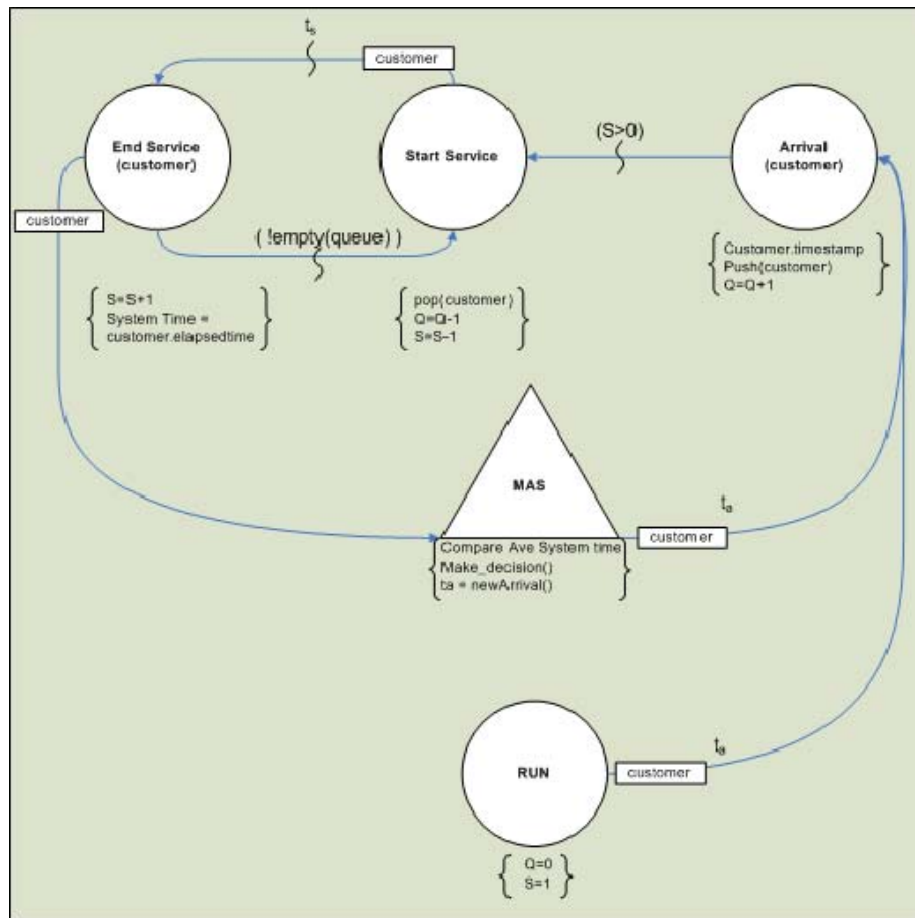 tₛ
customer
End Service
(customer)
Start Service
(S>0)
Arrival
(customer)
customer
( !empty(queue) )
Customer.timestamp
Push(customer)
Q=Q+1
S=S+1
System Time =
customer.elapsedtime
pop(customer)
Q=Q-1
S=S-1
MAS
tₐ
customer
Compare Ave System time
Make_decision()
ta = newArrival()
tₐ
RUN
customer
Q=0
S=1